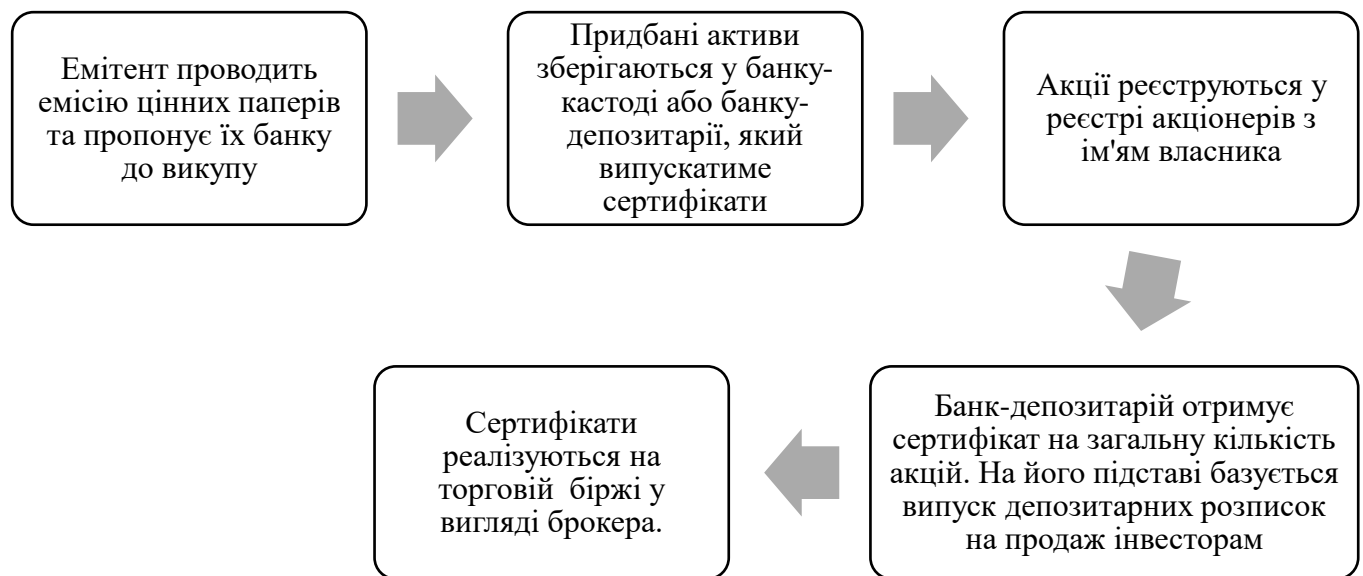 Емітент проводить
емісію цінних паперів
та пропонує їх банку
до викупу
Придбані активи
зберігаються у банку-
кастоді або банку-
депозитарії, який
випускатиме
сертифікати
Акції реєструються у
реєстрі акціонерів з
ім'ям власника
Банк-депозитарій отримує
сертифікат на загальну кількість
акцій. На його підставі базується
випуск депозитарних розписок
на продаж інвесторам
Сертифікати
реалізуються на
торговій біржі у
вигляді брокера.